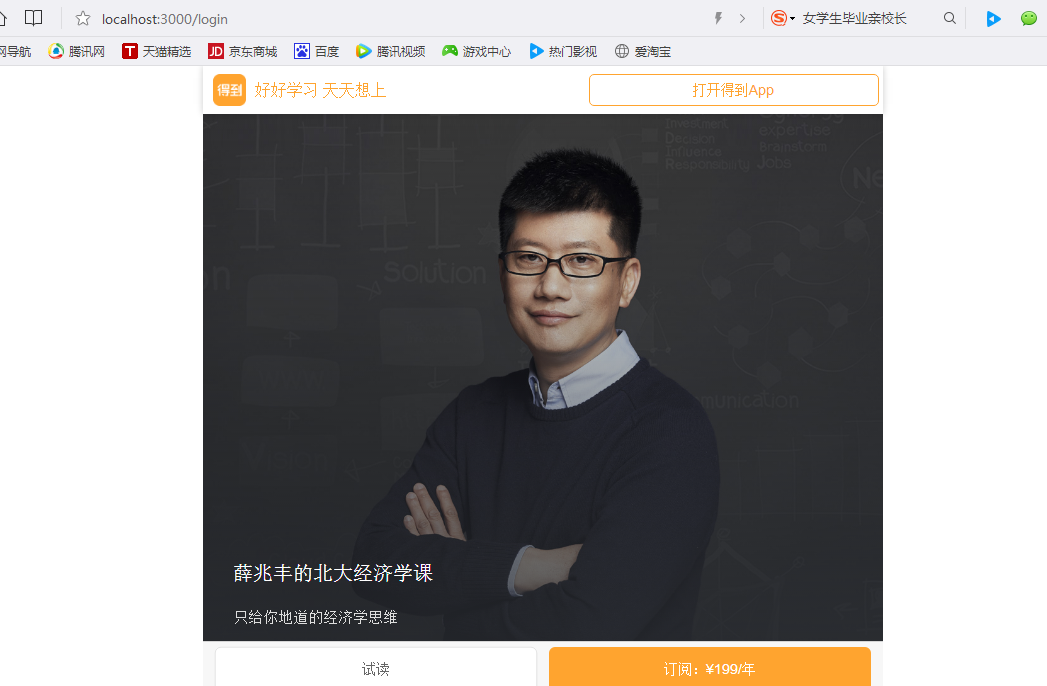 localhost:3000/login
女学生毕业亲校长
网导航 腾讯网 T 天猫精选 JD 京东商城 百度 腾讯视频 游戏中心 热门影视 爱淘宝
得到 好好学习 天天想上 打开得到App
Investment
Decision
Influence
Responsibility
expertise
Brainstorm
Jobs
Solution
薛兆丰的北大经济学课
只给你地道的经济学思维
试读 订阅：¥199/年